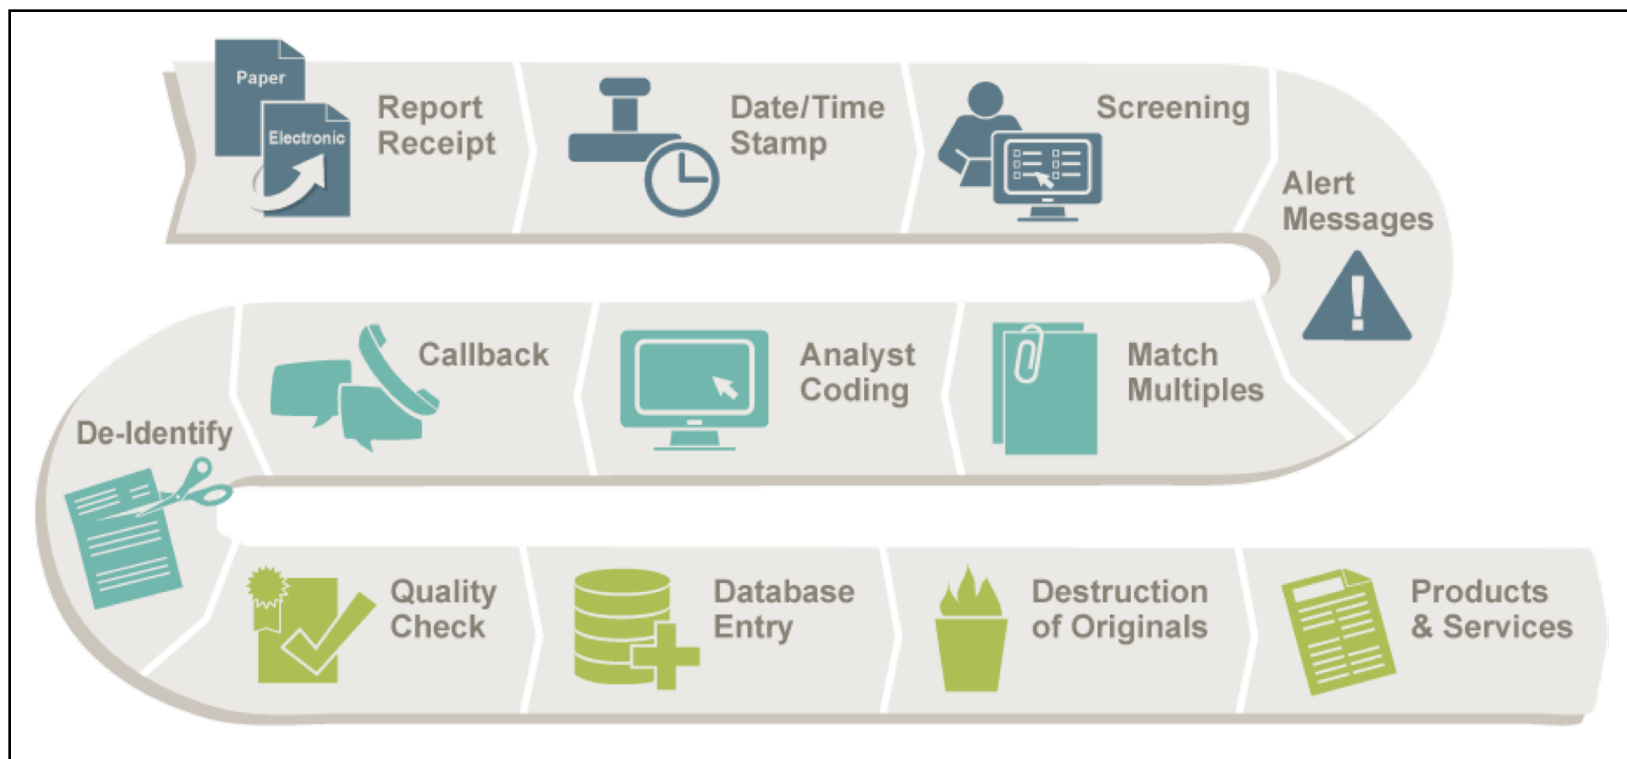 Paper
Electronic
Report
Receipt
Date/Time
Stamp
Screening
Alert
Messages
Match
Multiples
Analyst
Coding
Callback
De-Identify
Quality
Check
Database
Entry
Destruction
of Originals
Products
& Services